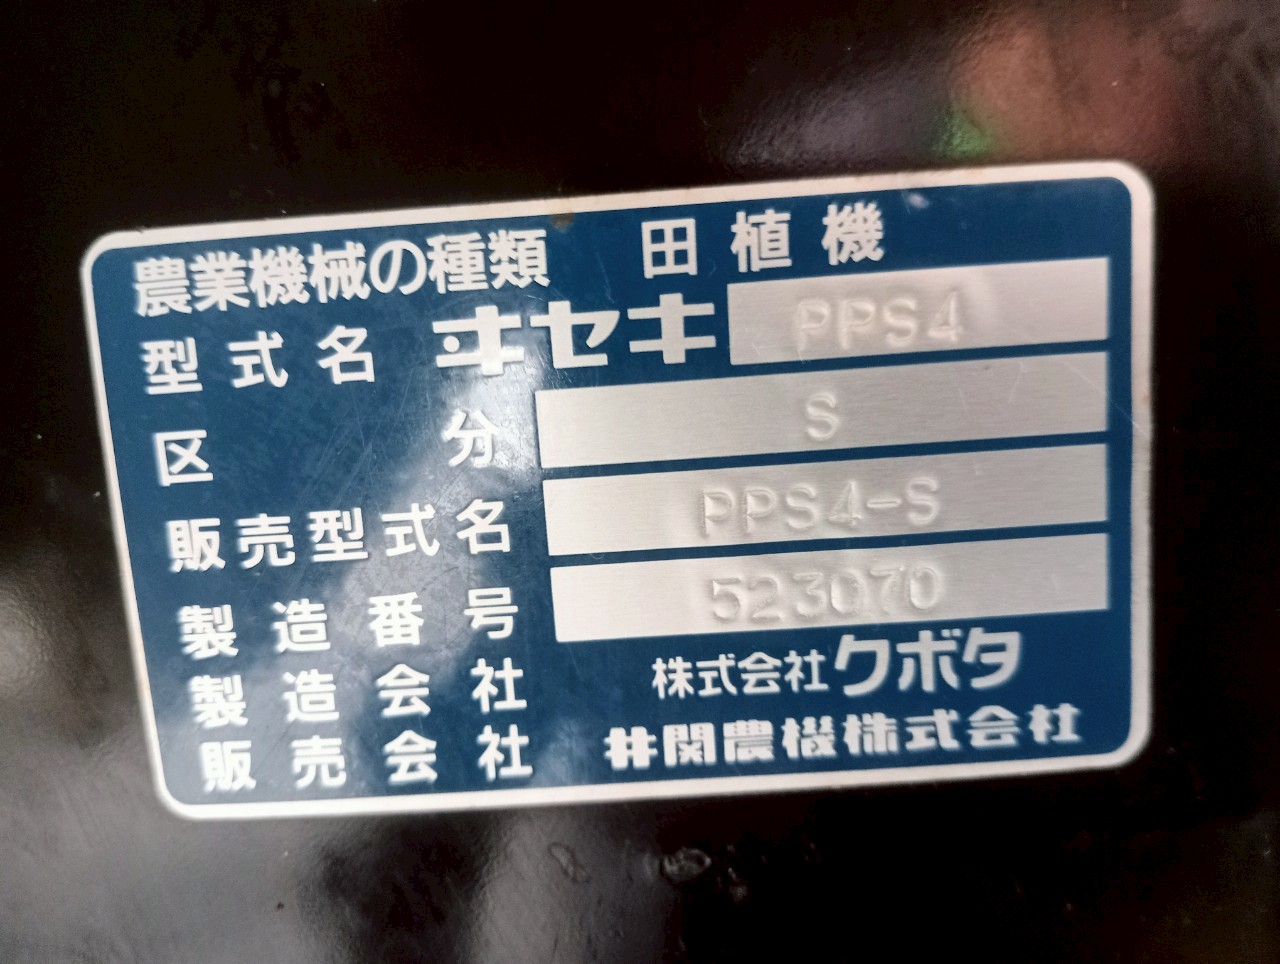 農業機械の種類 田植機
型式名 ヰセキ PPS4
区分 S
販売型式名 PPS4-S
製造番号 523070
製造会社 株式会社クボタ
販売会社 井関農機株式会社